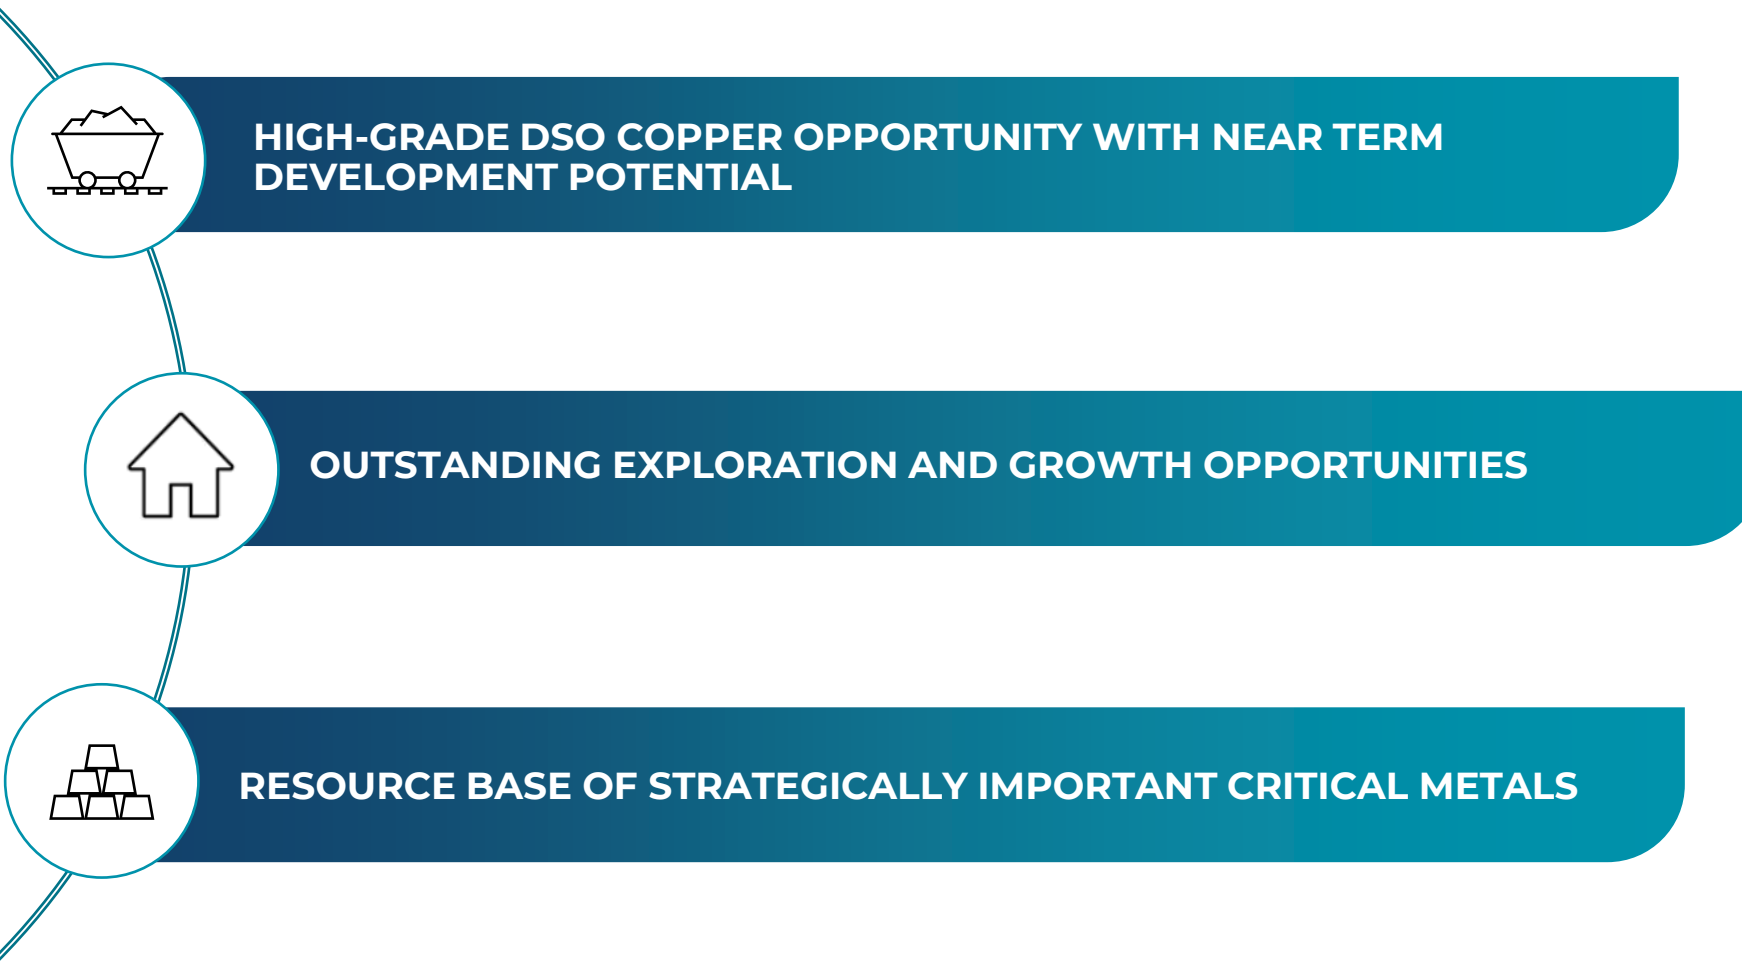 HIGH-GRADE DSO COPPER OPPORTUNITY WITH NEAR TERM
DEVELOPMENT POTENTIAL
OUTSTANDING EXPLORATION AND GROWTH OPPORTUNITIES
RESOURCE BASE OF STRATEGICALLY IMPORTANT CRITICAL METALS